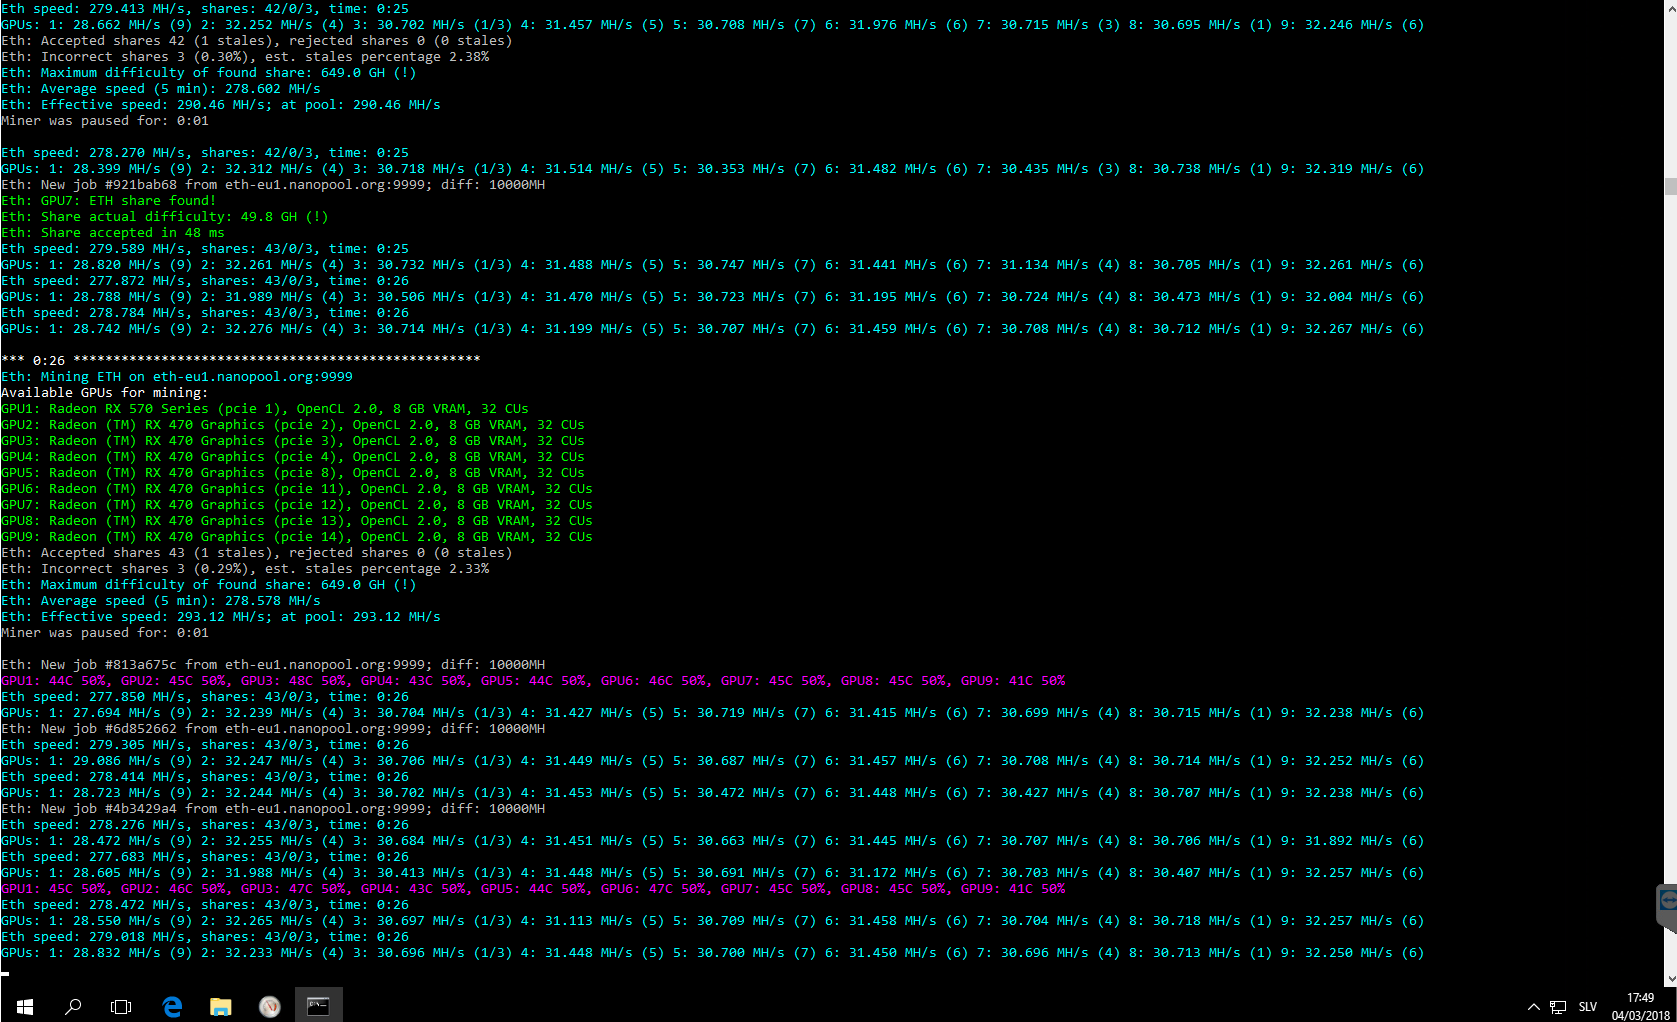 Eth speed: 279.413 MH/s, shares: 42/0/3, time: 0:25
GPUs: 1: 28.662 MH/s (9) 2: 32.252 MH/s (4) 3: 30.702 MH/s (1/3) 4: 31.457 MH/s (5) 5: 30.708 MH/s (7) 6: 31.976 MH/s (6) 7: 30.715 MH/s (3) 8: 30.695 MH/s (1) 9: 32.246 MH/s (6)
Eth: Accepted shares 42 (1 stales), rejected shares 0 (0 stales)
Eth: Incorrect shares 3 (0.30%), est. stales percentage 2.38%
Eth: Maximum difficulty of found share: 649.0 GH (!)
Eth: Average speed (5 min): 278.602 MH/s
Eth: Effective speed: 290.46 MH/s; at pool: 290.46 MH/s
Miner was paused for: 0:01
Eth speed: 278.270 MH/s, shares: 42/0/3, time: 0:25
GPUs: 1: 28.399 MH/s (9) 2: 32.312 MH/s (4) 3: 30.718 MH/s (1/3) 4: 31.514 MH/s (5) 5: 30.353 MH/s (7) 6: 31.482 MH/s (6) 7: 30.435 MH/s (3) 8: 30.738 MH/s (1) 9: 32.319 MH/s (6)
Eth: New job #921bab68 from eth-eu1.nanopool.org:9999; diff: 10000MH
Eth: GPU7: ETH share found!
Eth: Share actual difficulty: 49.8 GH (!)
Eth: Share accepted in 48 ms
Eth speed: 279.589 MH/s, shares: 43/0/3, time: 0:25
GPUs: 1: 28.820 MH/s (9) 2: 32.261 MH/s (4) 3: 30.732 MH/s (1/3) 4: 31.488 MH/s (5) 5: 30.747 MH/s (7) 6: 31.441 MH/s (6) 7: 31.134 MH/s (4) 8: 30.705 MH/s (1) 9: 32.261 MH/s (6)
Eth speed: 277.872 MH/s, shares: 43/0/3, time: 0:26
GPUs: 1: 28.788 MH/s (9) 2: 31.989 MH/s (4) 3: 30.506 MH/s (1/3) 4: 31.470 MH/s (5) 5: 30.723 MH/s (7) 6: 31.195 MH/s (6) 7: 30.724 MH/s (4) 8: 30.473 MH/s (1) 9: 32.004 MH/s (6)
Eth speed: 278.784 MH/s, shares: 43/0/3, time: 0:26
GPUs: 1: 28.742 MH/s (9) 2: 32.276 MH/s (4) 3: 30.714 MH/s (1/3) 4: 31.199 MH/s (5) 5: 30.707 MH/s (7) 6: 31.459 MH/s (6) 7: 30.708 MH/s (4) 8: 30.712 MH/s (1) 9: 32.267 MH/s (6)
*** 0:26 ***************************************************
Eth: Mining ETH on eth-eu1.nanopool.org:9999
Available GPUs for mining:
GPU1: Radeon RX 570 Series (pcie 1), OpenCL 2.0, 8 GB VRAM, 32 CUs
GPU2: Radeon (TM) RX 470 Graphics (pcie 2), OpenCL 2.0, 8 GB VRAM, 32 CUs
GPU3: Radeon (TM) RX 470 Graphics (pcie 3), OpenCL 2.0, 8 GB VRAM, 32 CUs
GPU4: Radeon (TM) RX 470 Graphics (pcie 4), OpenCL 2.0, 8 GB VRAM, 32 CUs
GPU5: Radeon (TM) RX 470 Graphics (pcie 8), OpenCL 2.0, 8 GB VRAM, 32 CUs
GPU6: Radeon (TM) RX 470 Graphics (pcie 11), OpenCL 2.0, 8 GB VRAM, 32 CUs
GPU7: Radeon (TM) RX 470 Graphics (pcie 12), OpenCL 2.0, 8 GB VRAM, 32 CUs
GPU8: Radeon (TM) RX 470 Graphics (pcie 13), OpenCL 2.0, 8 GB VRAM, 32 CUs
GPU9: Radeon (TM) RX 470 Graphics (pcie 14), OpenCL 2.0, 8 GB VRAM, 32 CUs
Eth: Accepted shares 43 (1 stales), rejected shares 0 (0 stales)
Eth: Incorrect shares 3 (0.29%), est. stales percentage 2.33%
Eth: Maximum difficulty of found share: 649.0 GH (!)
Eth: Average speed (5 min): 278.578 MH/s
Eth: Effective speed: 293.12 MH/s; at pool: 293.12 MH/s
Miner was paused for: 0:01
Eth: New job #813a675c from eth-eu1.nanopool.org:9999; diff: 10000MH
GPU1: 44C 50%, GPU2: 45C 50%, GPU3: 48C 50%, GPU4: 43C 50%, GPU5: 44C 50%, GPU6: 46C 50%, GPU7: 45C 50%, GPU8: 45C 50%, GPU9: 41C 50%
Eth speed: 277.850 MH/s, shares: 43/0/3, time: 0:26
GPUs: 1: 27.694 MH/s (9) 2: 32.239 MH/s (4) 3: 30.704 MH/s (1/3) 4: 31.427 MH/s (5) 5: 30.719 MH/s (7) 6: 31.415 MH/s (6) 7: 30.699 MH/s (4) 8: 30.715 MH/s (1) 9: 32.238 MH/s (6)
Eth: New job #6d852662 from eth-eu1.nanopool.org:9999; diff: 10000MH
Eth speed: 279.305 MH/s, shares: 43/0/3, time: 0:26
GPUs: 1: 29.086 MH/s (9) 2: 32.247 MH/s (4) 3: 30.706 MH/s (1/3) 4: 31.449 MH/s (5) 5: 30.687 MH/s (7) 6: 31.457 MH/s (6) 7: 30.708 MH/s (4) 8: 30.714 MH/s (1) 9: 32.252 MH/s (6)
Eth speed: 278.414 MH/s, shares: 43/0/3, time: 0:26
GPUs: 1: 28.723 MH/s (9) 2: 32.244 MH/s (4) 3: 30.702 MH/s (1/3) 4: 31.453 MH/s (5) 5: 30.472 MH/s (7) 6: 31.448 MH/s (6) 7: 30.427 MH/s (4) 8: 30.707 MH/s (1) 9: 32.238 MH/s (6)
Eth: New job #4b3429a4 from eth-eu1.nanopool.org:9999; diff: 10000MH
Eth speed: 278.276 MH/s, shares: 43/0/3, time: 0:26
GPUs: 1: 28.472 MH/s (9) 2: 32.255 MH/s (4) 3: 30.684 MH/s (1/3) 4: 31.451 MH/s (5) 5: 30.663 MH/s (7) 6: 31.445 MH/s (6) 7: 30.707 MH/s (4) 8: 30.706 MH/s (1) 9: 31.892 MH/s (6)
Eth speed: 277.683 MH/s, shares: 43/0/3, time: 0:26
GPUs: 1: 28.605 MH/s (9) 2: 31.988 MH/s (4) 3: 30.413 MH/s (1/3) 4: 31.448 MH/s (5) 5: 30.691 MH/s (7) 6: 31.172 MH/s (6) 7: 30.703 MH/s (4) 8: 30.407 MH/s (1) 9: 32.257 MH/s (6)
GPU1: 45C 50%, GPU2: 46C 50%, GPU3: 47C 50%, GPU4: 43C 50%, GPU5: 44C 50%, GPU6: 47C 50%, GPU7: 45C 50%, GPU8: 45C 50%, GPU9: 41C 50%
Eth speed: 278.472 MH/s, shares: 43/0/3, time: 0:26
GPUs: 1: 28.550 MH/s (9) 2: 32.265 MH/s (4) 3: 30.697 MH/s (1/3) 4: 31.113 MH/s (5) 5: 30.709 MH/s (7) 6: 31.458 MH/s (6) 7: 30.704 MH/s (4) 8: 30.718 MH/s (1) 9: 32.257 MH/s (6)
Eth speed: 279.018 MH/s, shares: 43/0/3, time: 0:26
GPUs: 1: 28.832 MH/s (9) 2: 32.233 MH/s (4) 3: 30.696 MH/s (1/3) 4: 31.448 MH/s (5) 5: 30.700 MH/s (7) 6: 31.450 MH/s (6) 7: 30.696 MH/s (4) 8: 30.713 MH/s (1) 9: 32.250 MH/s (6)
SLV
17:49
04/03/2018